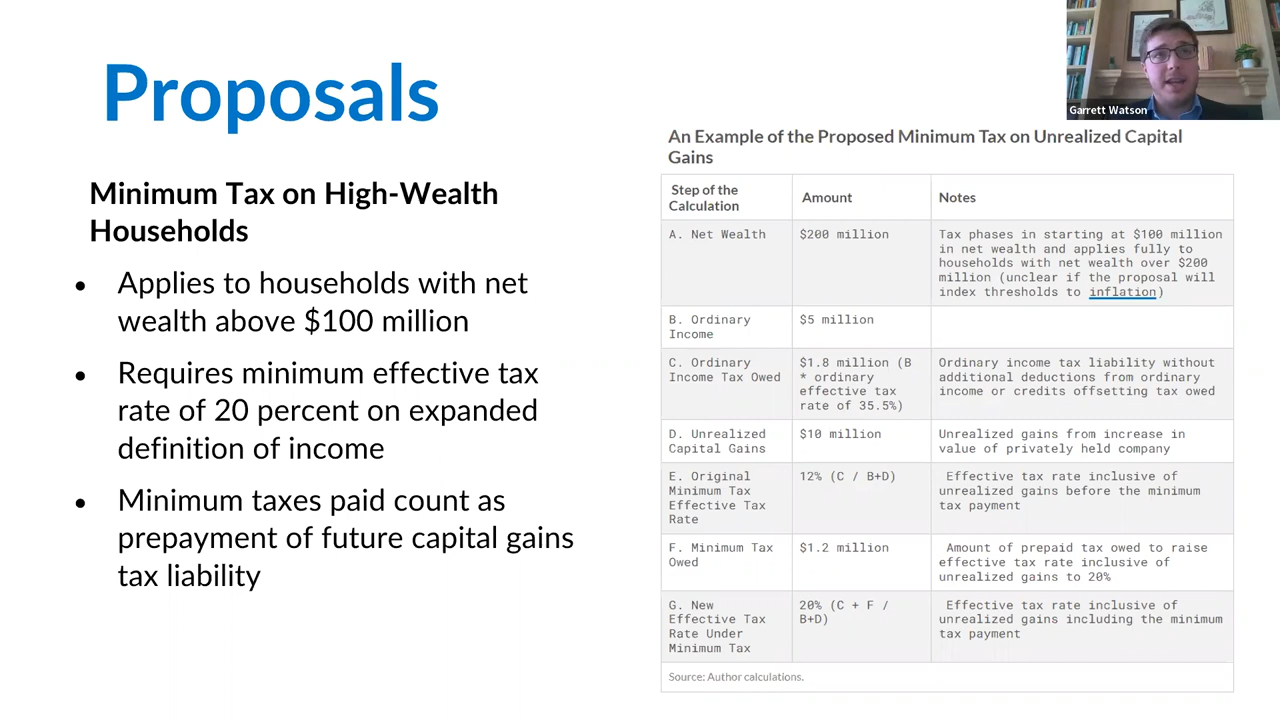 Proposals
Garrett Watson
Minimum Tax on High-Wealth
Households
• Applies to households with net
wealth above $100 million
• Requires minimum effective tax
rate of 20 percent on expanded
definition of income
• Minimum taxes paid count as
prepayment of future capital gains
tax liability
An Example of the Proposed Minimum Tax on Unrealized Capital
Gains
Step of the
Calculation
Amount
Notes
A. Net Wealth
$200 million
Tax phases in starting at $100 million
in net wealth and applies fully to
households with net wealth over $200
million (unclear if the proposal will
index thresholds to inflation)
B. Ordinary
Income
$5 million
C. Ordinary
Income Tax Owed
$1.8 million (B
* ordinary
effective tax
rate of 35.5%)
Ordinary income tax liability without
additional deductions from ordinary
income or credits offsetting tax owed
D. Unrealized
Capital Gains
$10 million
Unrealized gains from increase in
value of privately held company
E. Original
Minimum Tax
Effective Tax
Rate
12% (C / B+D)
Effective tax rate inclusive of
unrealized gains before the minimum
tax payment
F. Minimum Tax
Owed
$1.2 million
Amount of prepaid tax owed to raise
effective tax rate inclusive of
unrealized gains to 20%
G. New
Effective Tax
Rate Under
Minimum Tax
20% (C + F /
B+D)
Effective tax rate inclusive of
unrealized gains including the minimum
tax payment
Source: Author calculations.